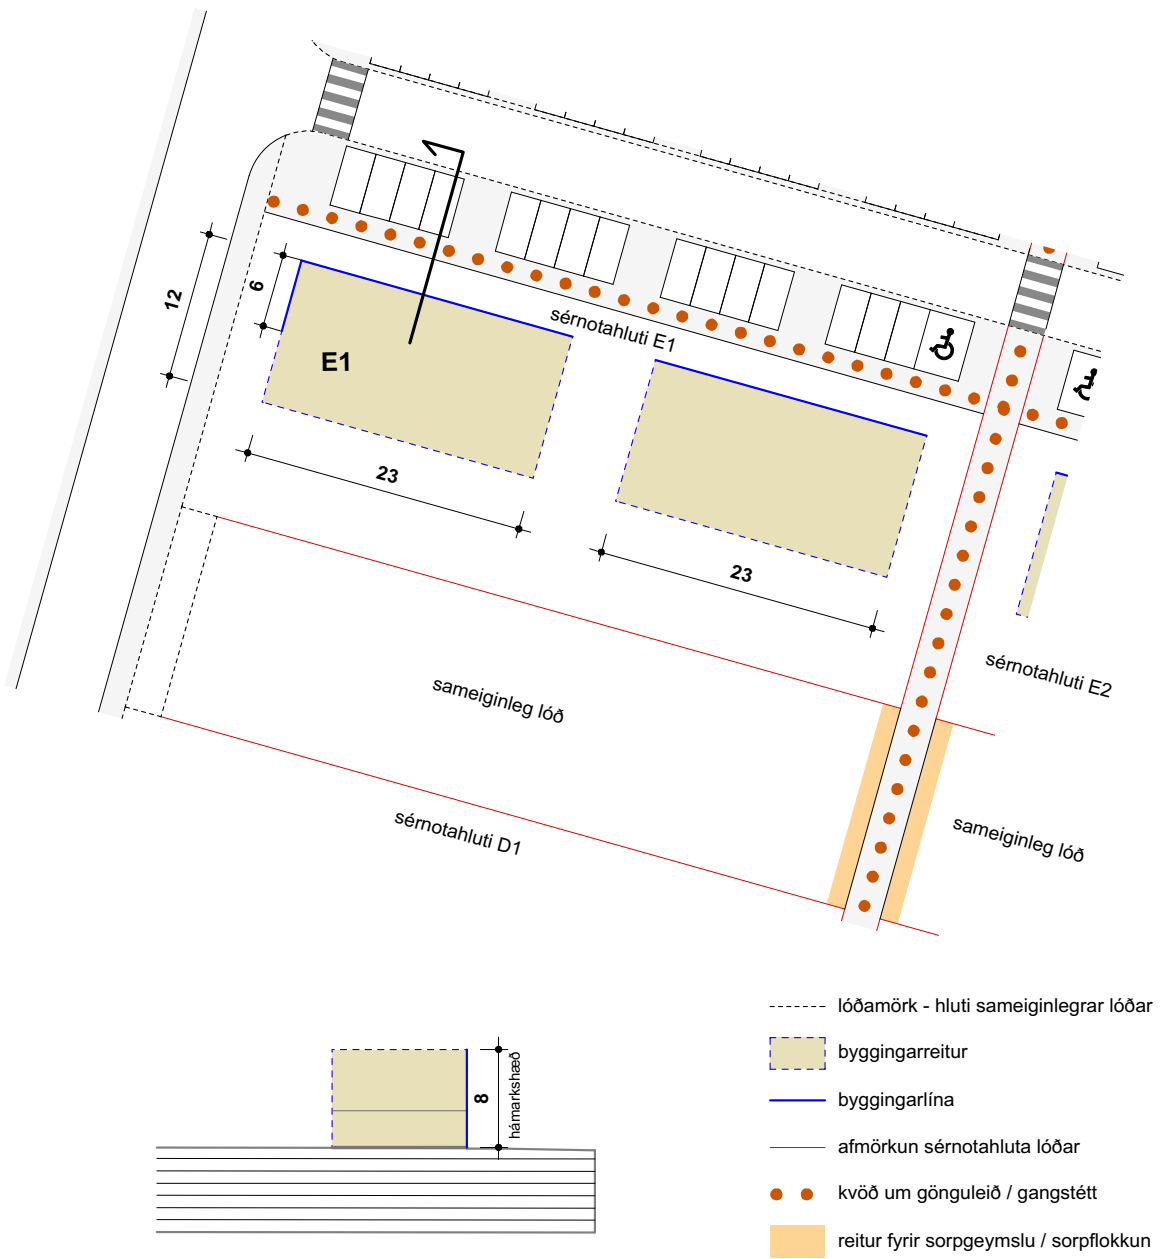 12
6
E1
sérnotahluti E1
23
23
sérnotahluti E2
sameiginleg lóð
sérnotahluti D1
sameiginleg lóð
8
hámarkshæð
lóðamörk - hluti sameiginlegrar lóðar
byggingarreitur
byggingarlína
afmörkun sérnotahluta lóðar
kvöð um gönguleið / gangstétt
reitur fyrir sorpgeymslu / sorpflokkun